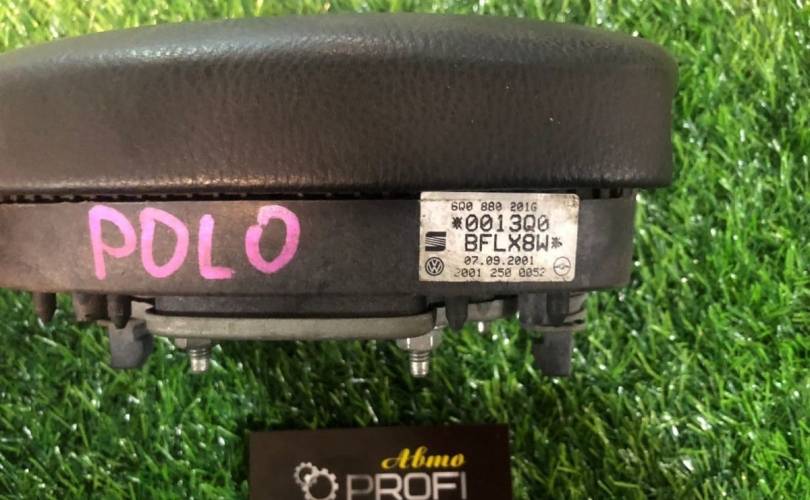 POLO
6Q0 880 201G
*0013Q0
BFLX8W*
07.09.2001
2001 250 0052
Авто
PROFI